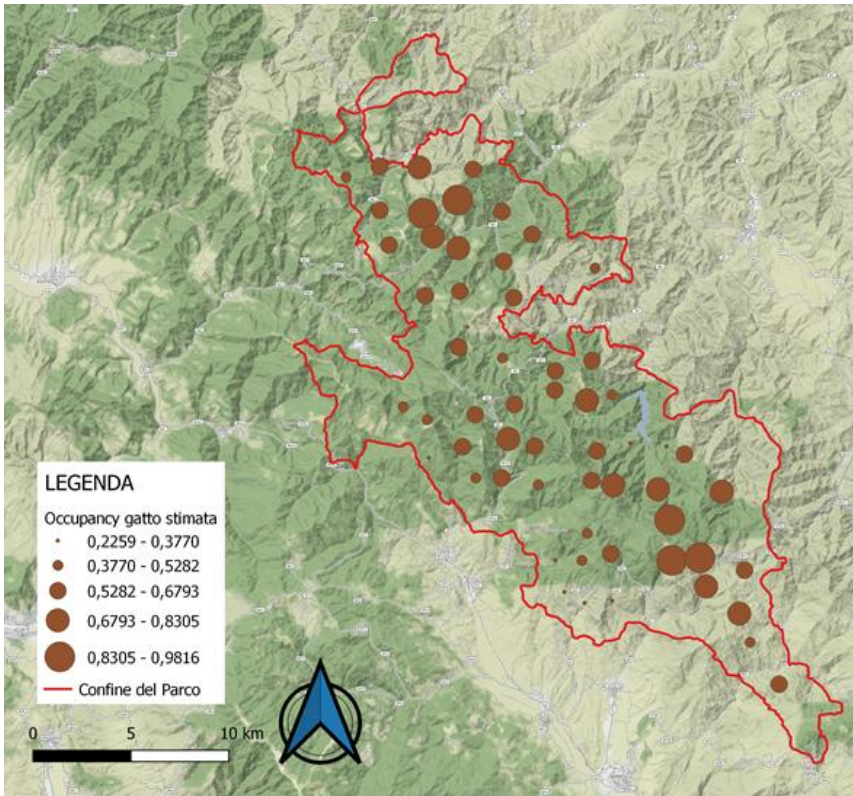 LEGENDA
Occupancy gatto stimata
0,2259 - 0,3770
0,3770 - 0,5282
0,5282 - 0,6793
0,6793 - 0,8305
0,8305 - 0,9816
Confine del Parco
0 5 10 km